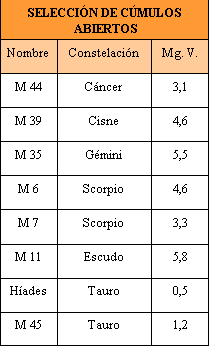 SELECCIÓN DE CÚMULOS
ABIERTOS
Nombre Constelación Mg. V.
M 44 Cáncer 3,1
M 39 Cisne 4,6
M 35 Gémini 5,5
M 6 Scorpio 4,6
M 7 Scorpio 3,3
M 11 Escudo 5,8
Híades Tauro 0,5
M 45 Tauro 1,2